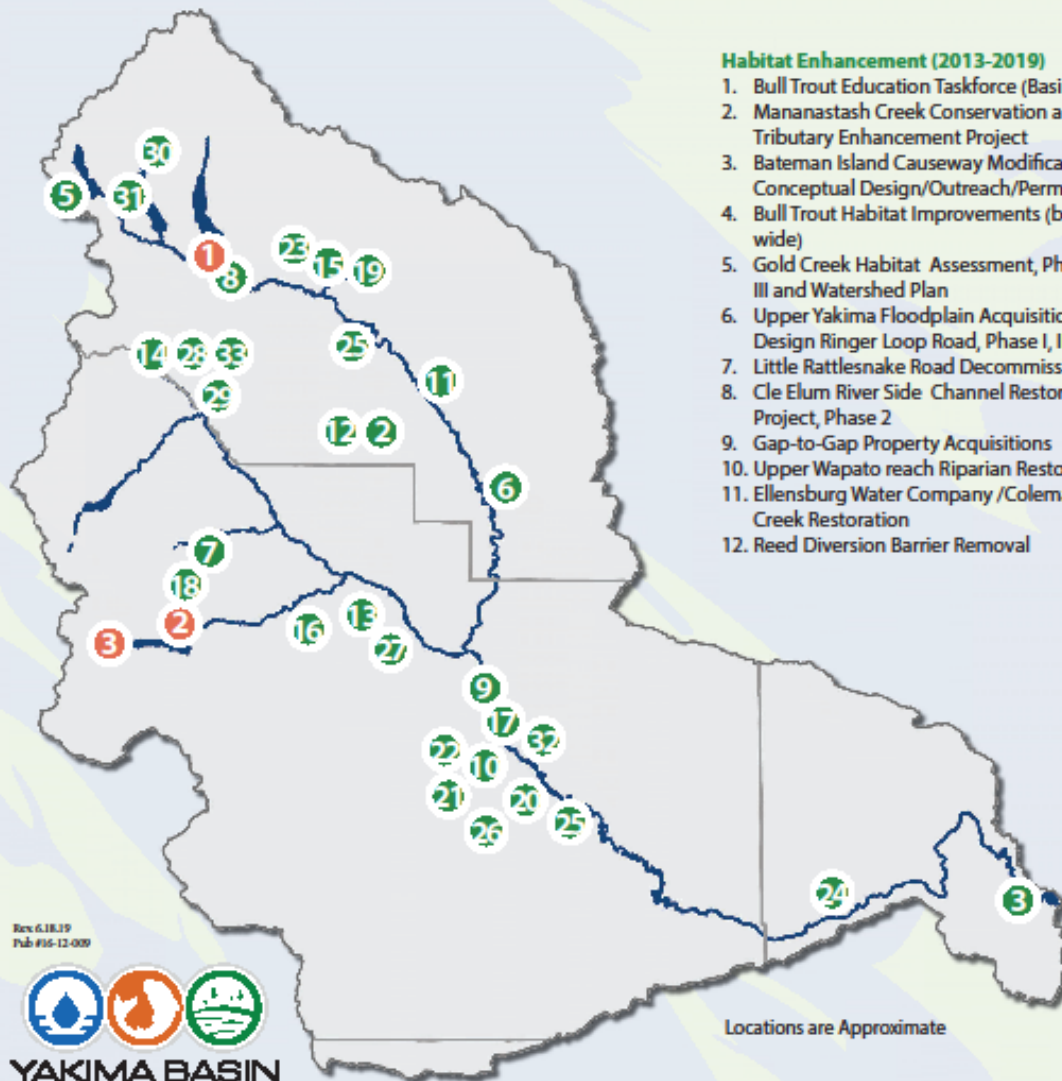 Habitat Enhancement (2013-2019)
1. Bull Trout Education Taskforce (Basi
2. Mananastash Creek Conservation a
Tributary Enhancement Project
3. Bateman Island Causeway Modifica
Conceptual Design/Outreach/Perm
4. Bull Trout Habitat Improvements (b
wide)
5. Gold Creek Habitat Assessment, Ph
III and Watershed Plan
6. Upper Yakima Floodplain Acquisitio
Design Ringer Loop Road, Phase I, I
7. Little Rattlesnake Road Decommiss
8. Cle Elum River Side Channel Restor
Project, Phase 2
9. Gap-to-Gap Property Acquisitions
10. Upper Wapato reach Riparian Resto
11. Ellensburg Water Company /Colem
Creek Restoration
12. Reed Diversion Barrier Removal
30
5
31
1
8
23
15
19
14
28
33
25
29
11
12
2
6
7
18
2
3
16
13
27
9
17
32
22
10
21
20
26
25
24
3
Rev 6.18.19
Pub #16-12-009
YAKIMA BASIN
Locations are Approximate